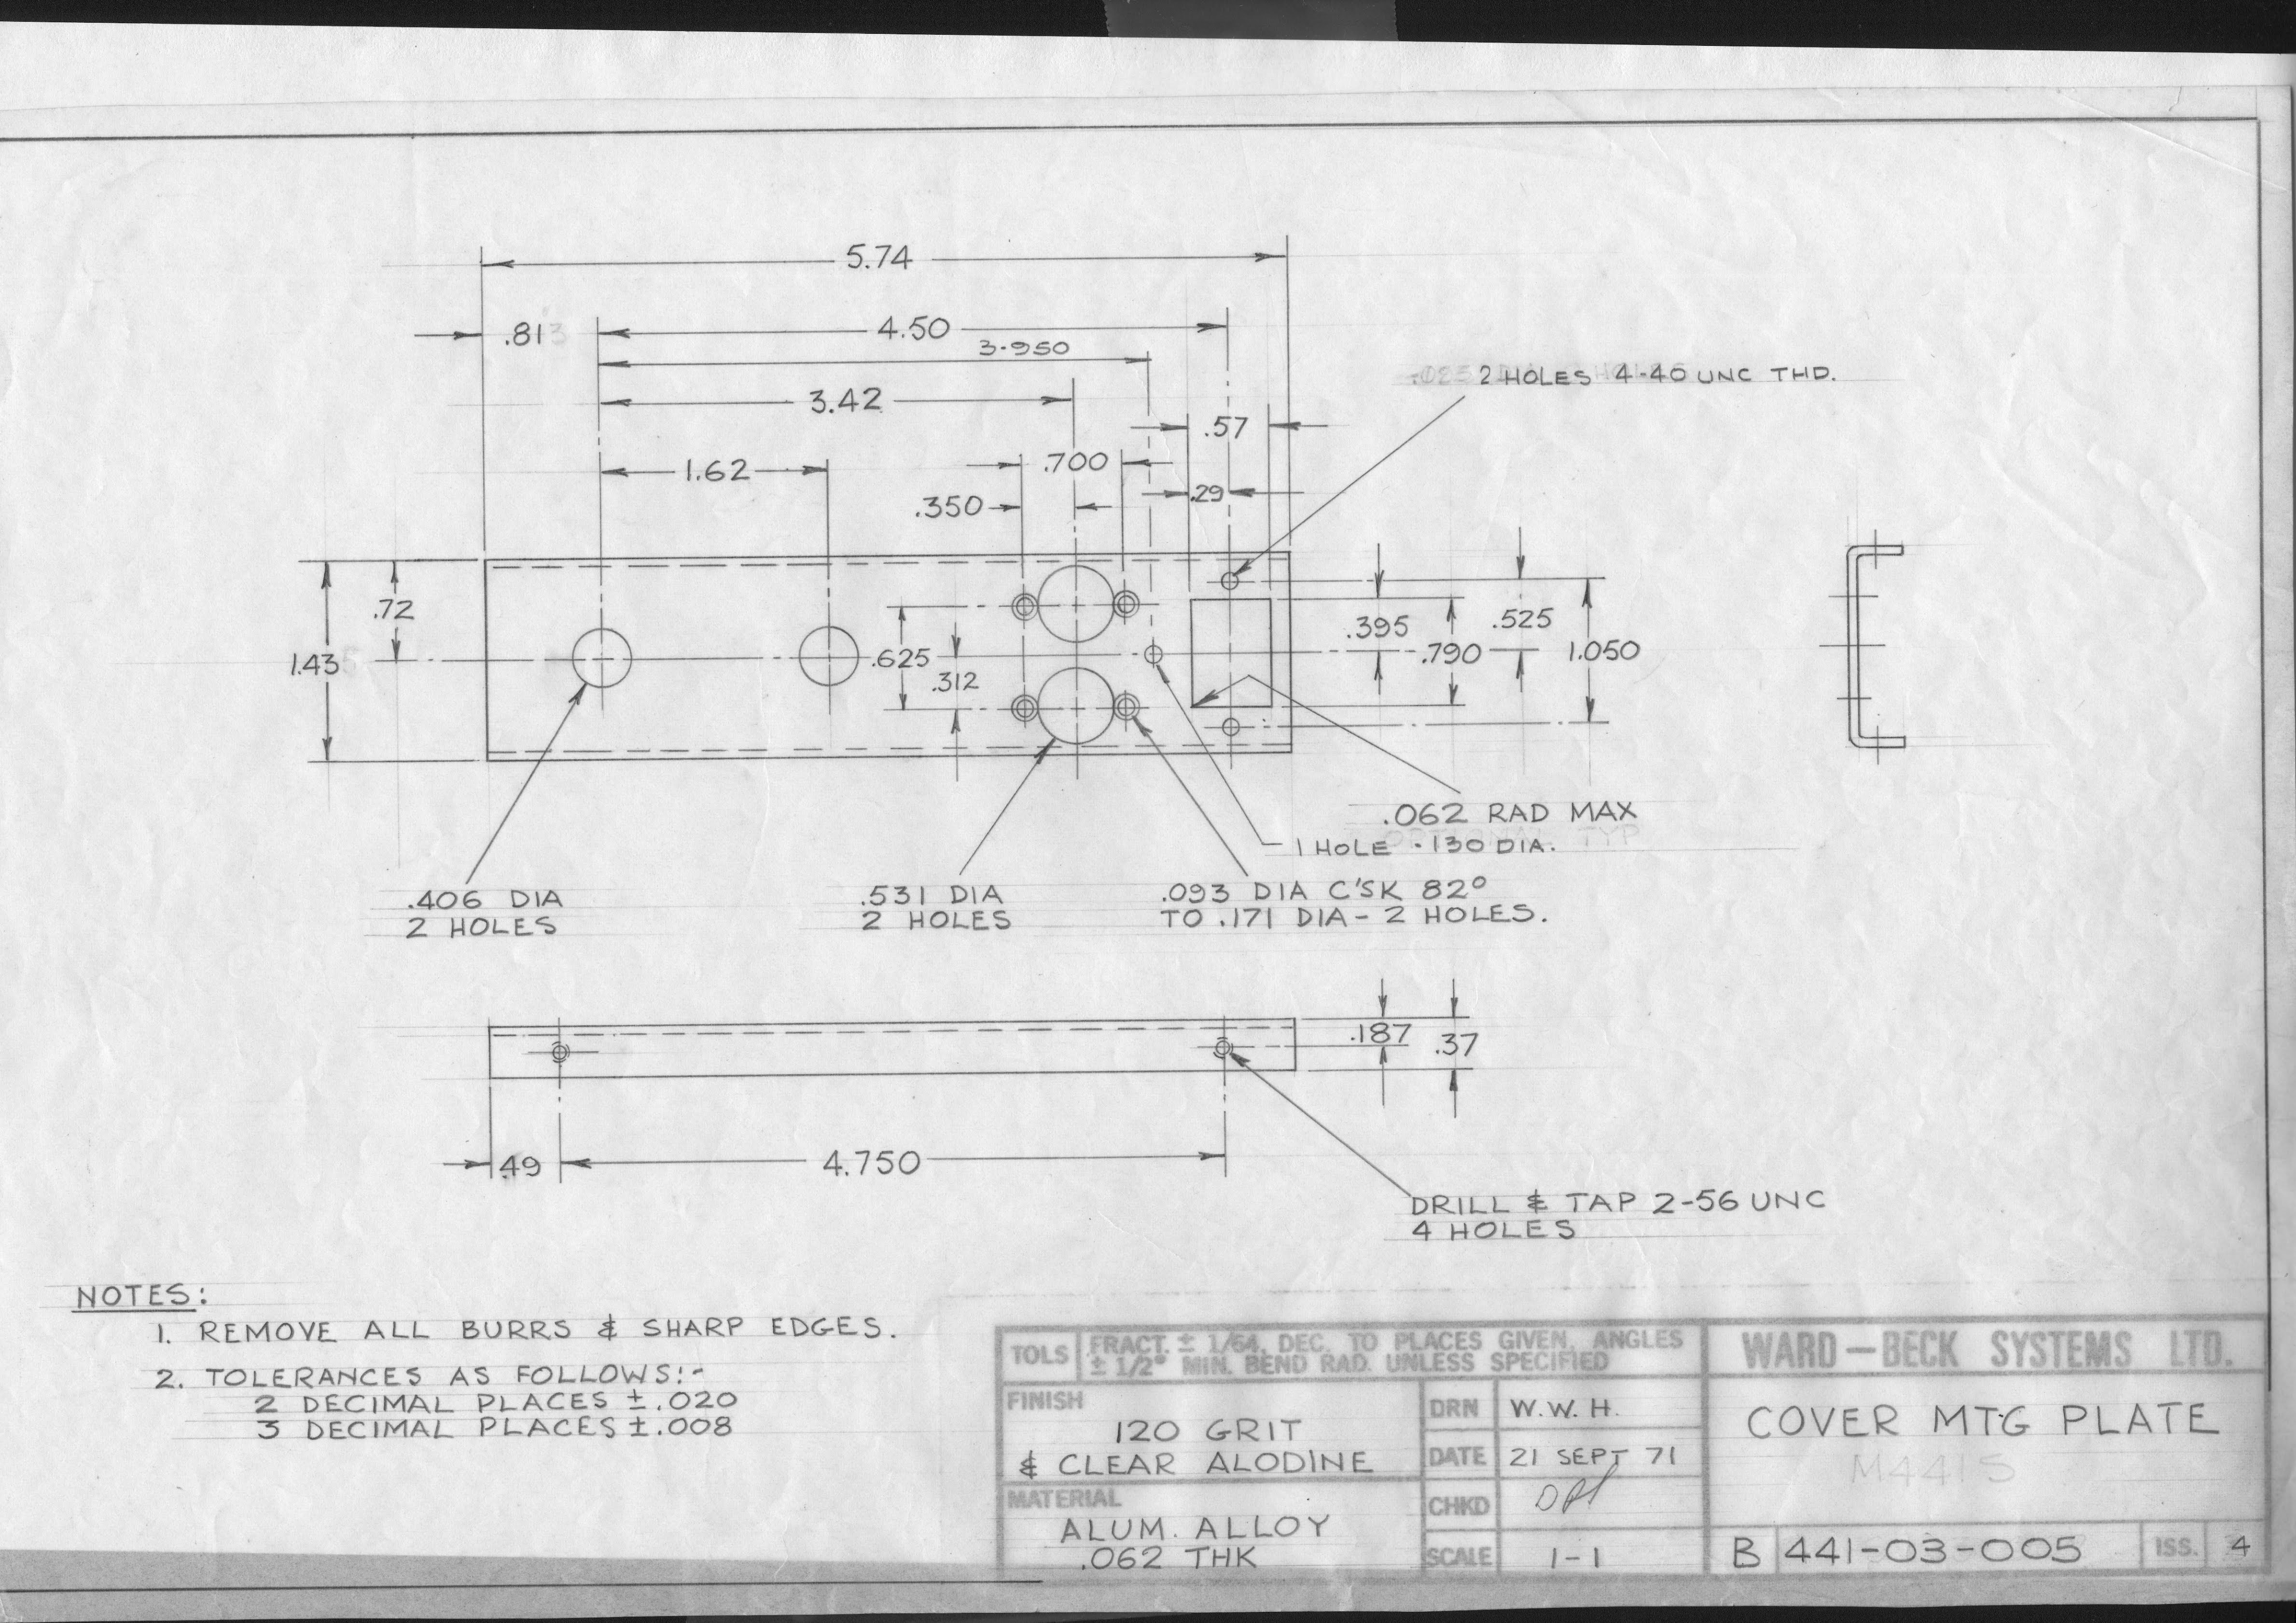 5.74
.81
4.50
3.950
3.42
2 HOLES 4-40 UNC THD.
.57
1.62
.700
.29
.350
.72
.395
.525
1.435
.625
.790
1.050
.312
.062 RAD MAX
OPTIONAL TYP
1 HOLE .130 DIA.
.406 DIA
2 HOLES
.531 DIA
2 HOLES
.093 DIA C'SK 82°
TO .171 DIA - 2 HOLES.
.187
.37
.49
4.750
DRILL & TAP 2-56 UNC
4 HOLES
NOTES:
1. REMOVE ALL BURRS & SHARP EDGES.
2. TOLERANCES AS FOLLOWS:-
2 DECIMAL PLACES ±.020
3 DECIMAL PLACES ±.008
TOLS
FRACT. ± 1/64, DEC. TO PLACES GIVEN, ANGLES
± 1/2° MIN. BEND RAD. UNLESS SPECIFIED
FINISH
120 GRIT
& CLEAR ALODINE
MATERIAL
ALUM. ALLOY
.062 THK
DRN W.W.H.
DATE 21 SEPT 71
CHKD
SCALE 1-1
WARD-BECK SYSTEMS LTD.
COVER MTG PLATE
M441S
B 441-03-005 ISS. 4